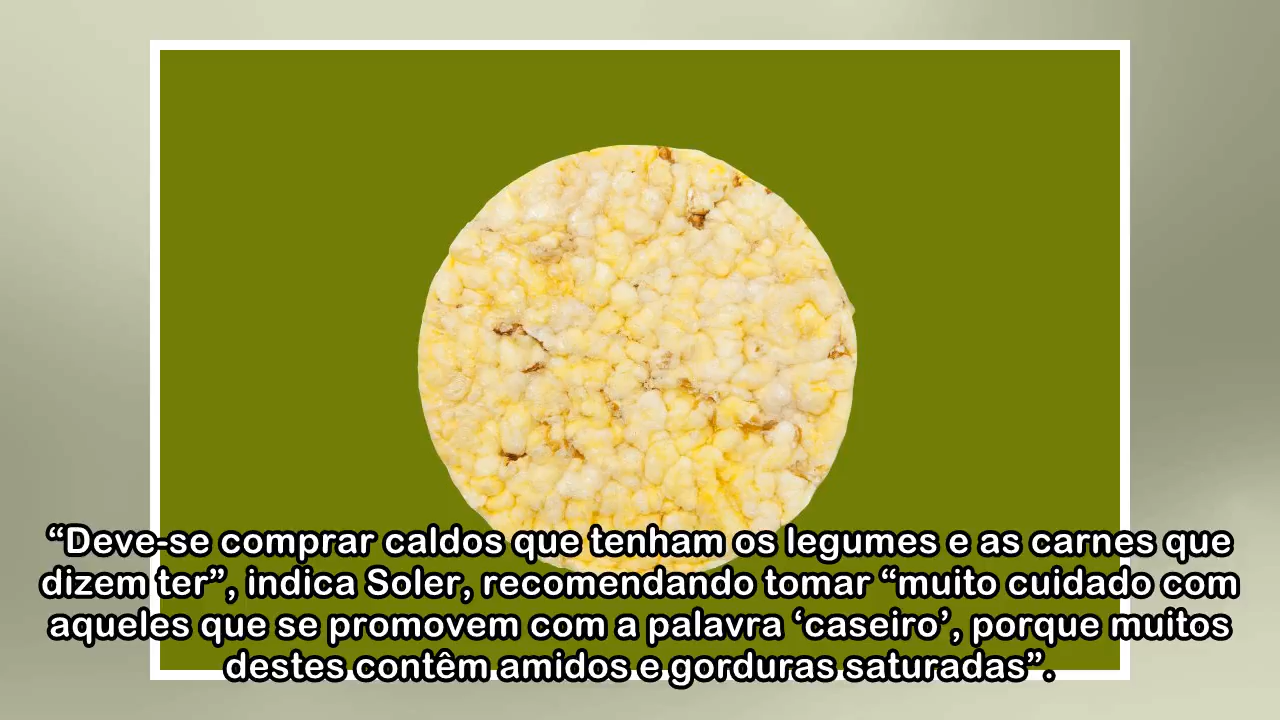 “Deve-se comprar caldos que tenham os legumes e as carnes que
dizem ter”, indica Soler, recomendando tomar “muito cuidado com
aqueles que se promovem com a palavra ‘caseiro’, porque muitos
destes contêm amidos e gorduras saturadas”.